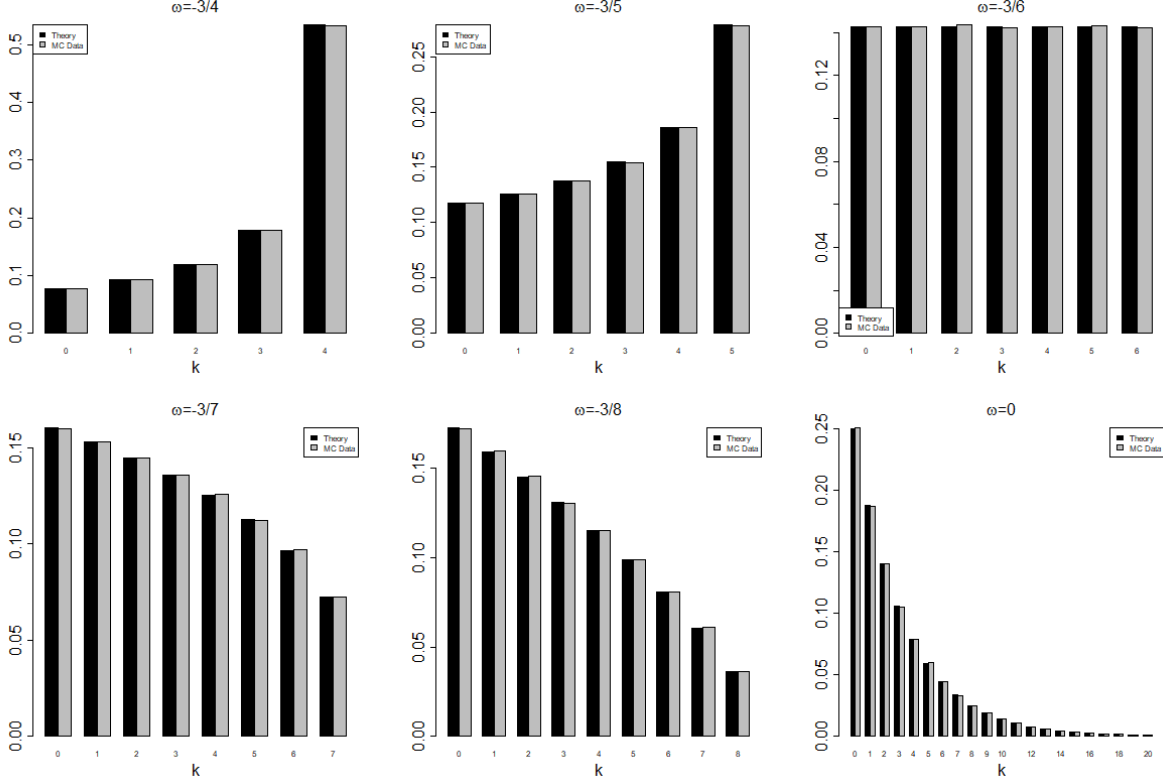 ω=-3/4
0.0 0.1 0.2 0.3 0.4 0.5
Theory
MC Data
0 1 2 3 4
k
ω=-3/5
0.00 0.05 0.10 0.15 0.20 0.25
Theory
MC Data
0 1 2 3 4 5
k
ω=-3/6
0.00 0.04 0.08 0.12
Theory
MC Data
0 1 2 3 4 5 6
k
ω=-3/7
0.00 0.05 0.10 0.15
Theory
MC Data
0 1 2 3 4 5 6 7
k
ω=-3/8
0.00 0.05 0.10 0.15
Theory
MC Data
0 1 2 3 4 5 6 7 8
k
ω=0
0.00 0.05 0.10 0.15 0.20 0.25
Theory
MC Data
0 1 2 3 4 5 6 7 8 9 10 12 14 16 18 20
k